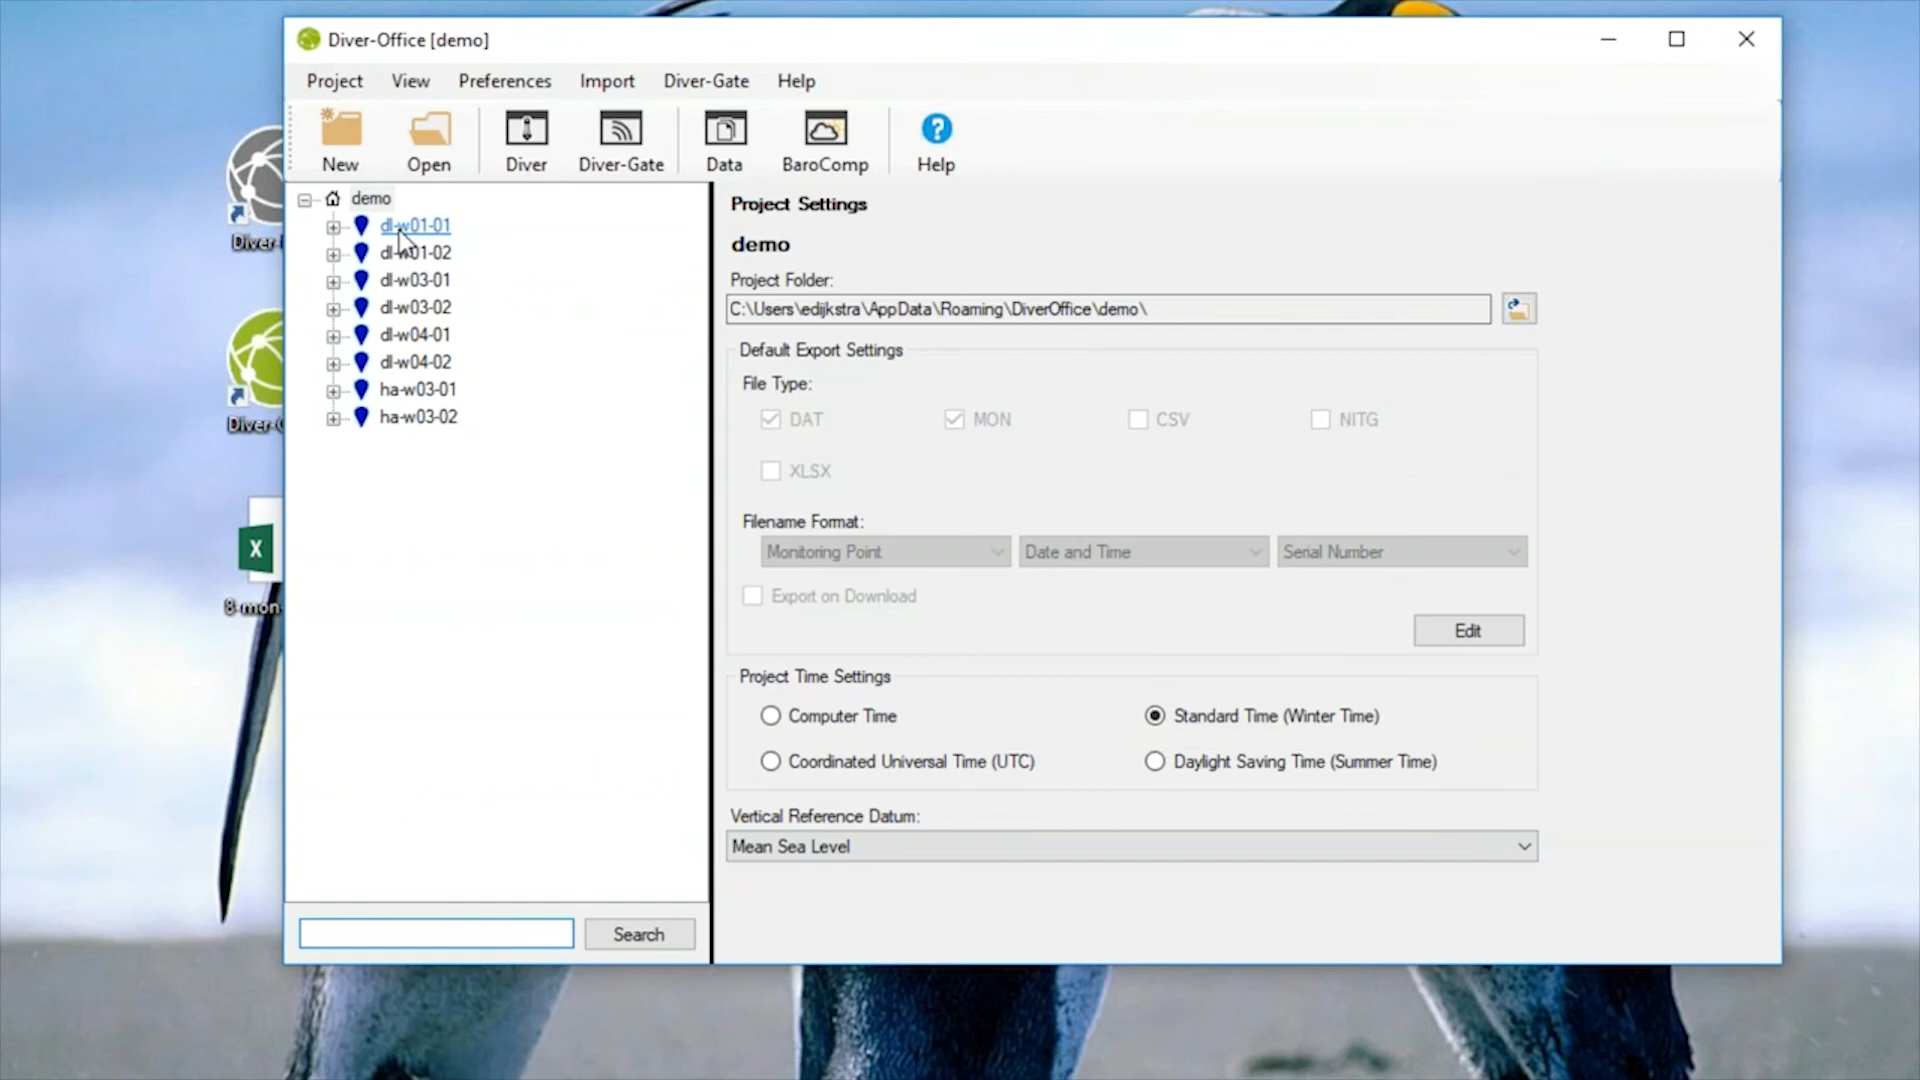 Diver-Office [demo]
Project View Preferences Import Diver-Gate Help
New Open Diver Diver-Gate Data BaroComp Help
demo
dl-w01-01
dl-w01-02
dl-w03-01
dl-w03-02
dl-w04-01
dl-w04-02
ha-w03-01
ha-w03-02
Search
Project Settings
demo
Project Folder:
C:\Users\edijkstra\AppData\Roaming\DiverOffice\demo\
Default Export Settings
File Type:
DAT MON CSV NITG
XLSX
Filename Format:
Monitoring Point Date and Time Serial Number
Export on Download
Edit
Project Time Settings
Computer Time Standard Time (Winter Time)
Coordinated Universal Time (UTC) Daylight Saving Time (Summer Time)
Vertical Reference Datum:
Mean Sea Level
Diver-
Diver-O
X
8-mon-